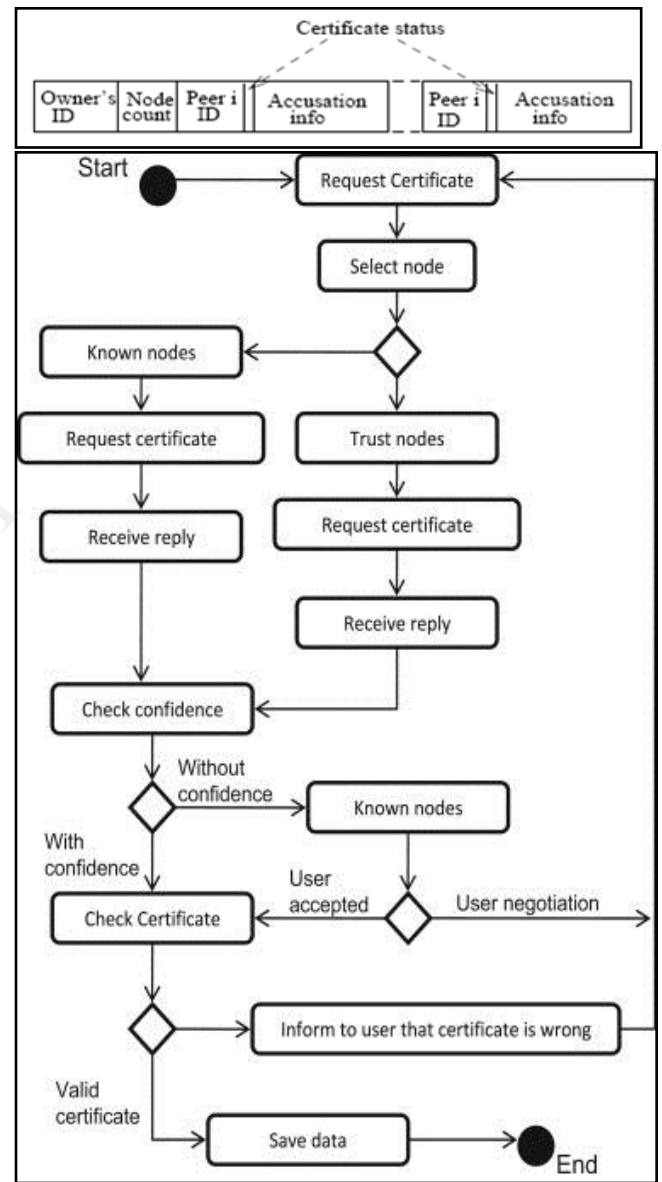 Certificate status
Owner's ID
Node count
Peer i ID
Accusation info
Peer i ID
Accusation info
Start
Request Certificate
Select node
Known nodes
Request certificate
Trust nodes
Receive reply
Request certificate
Receive reply
Check confidence
Without
confidence
Known nodes
With
confidence
User
accepted
User negotiation
Check Certificate
Inform to user that certificate is wrong
Valid
certificate
Save data
End